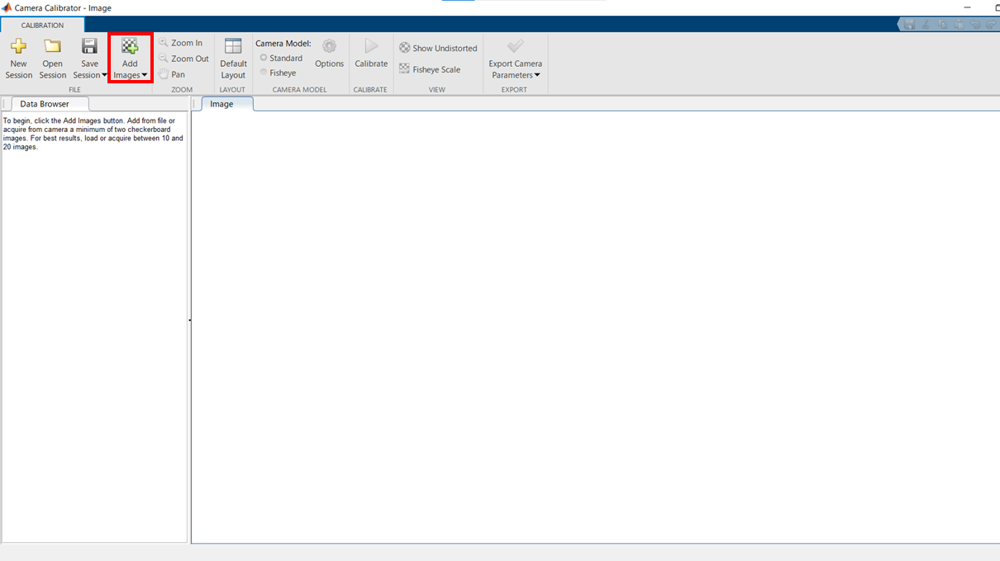 Camera Calibrator - Image
CALIBRATION
New
Session
Open
Session
Save
Session
Add
Images
Zoom In
Zoom Out
Pan
Default
Layout
Camera Model:
Standard
Fisheye
Options
Calibrate
Show Undistorted
Fisheye Scale
Export Camera
Parameters
FILE
ZOOM
LAYOUT
CAMERA MODEL
CALIBRATE
VIEW
EXPORT
Data Browser
Image
To begin, click the Add Images button. Add from file or
acquire from camera a minimum of two checkerboard
images. For best results, load or acquire between 10 and
20 images.